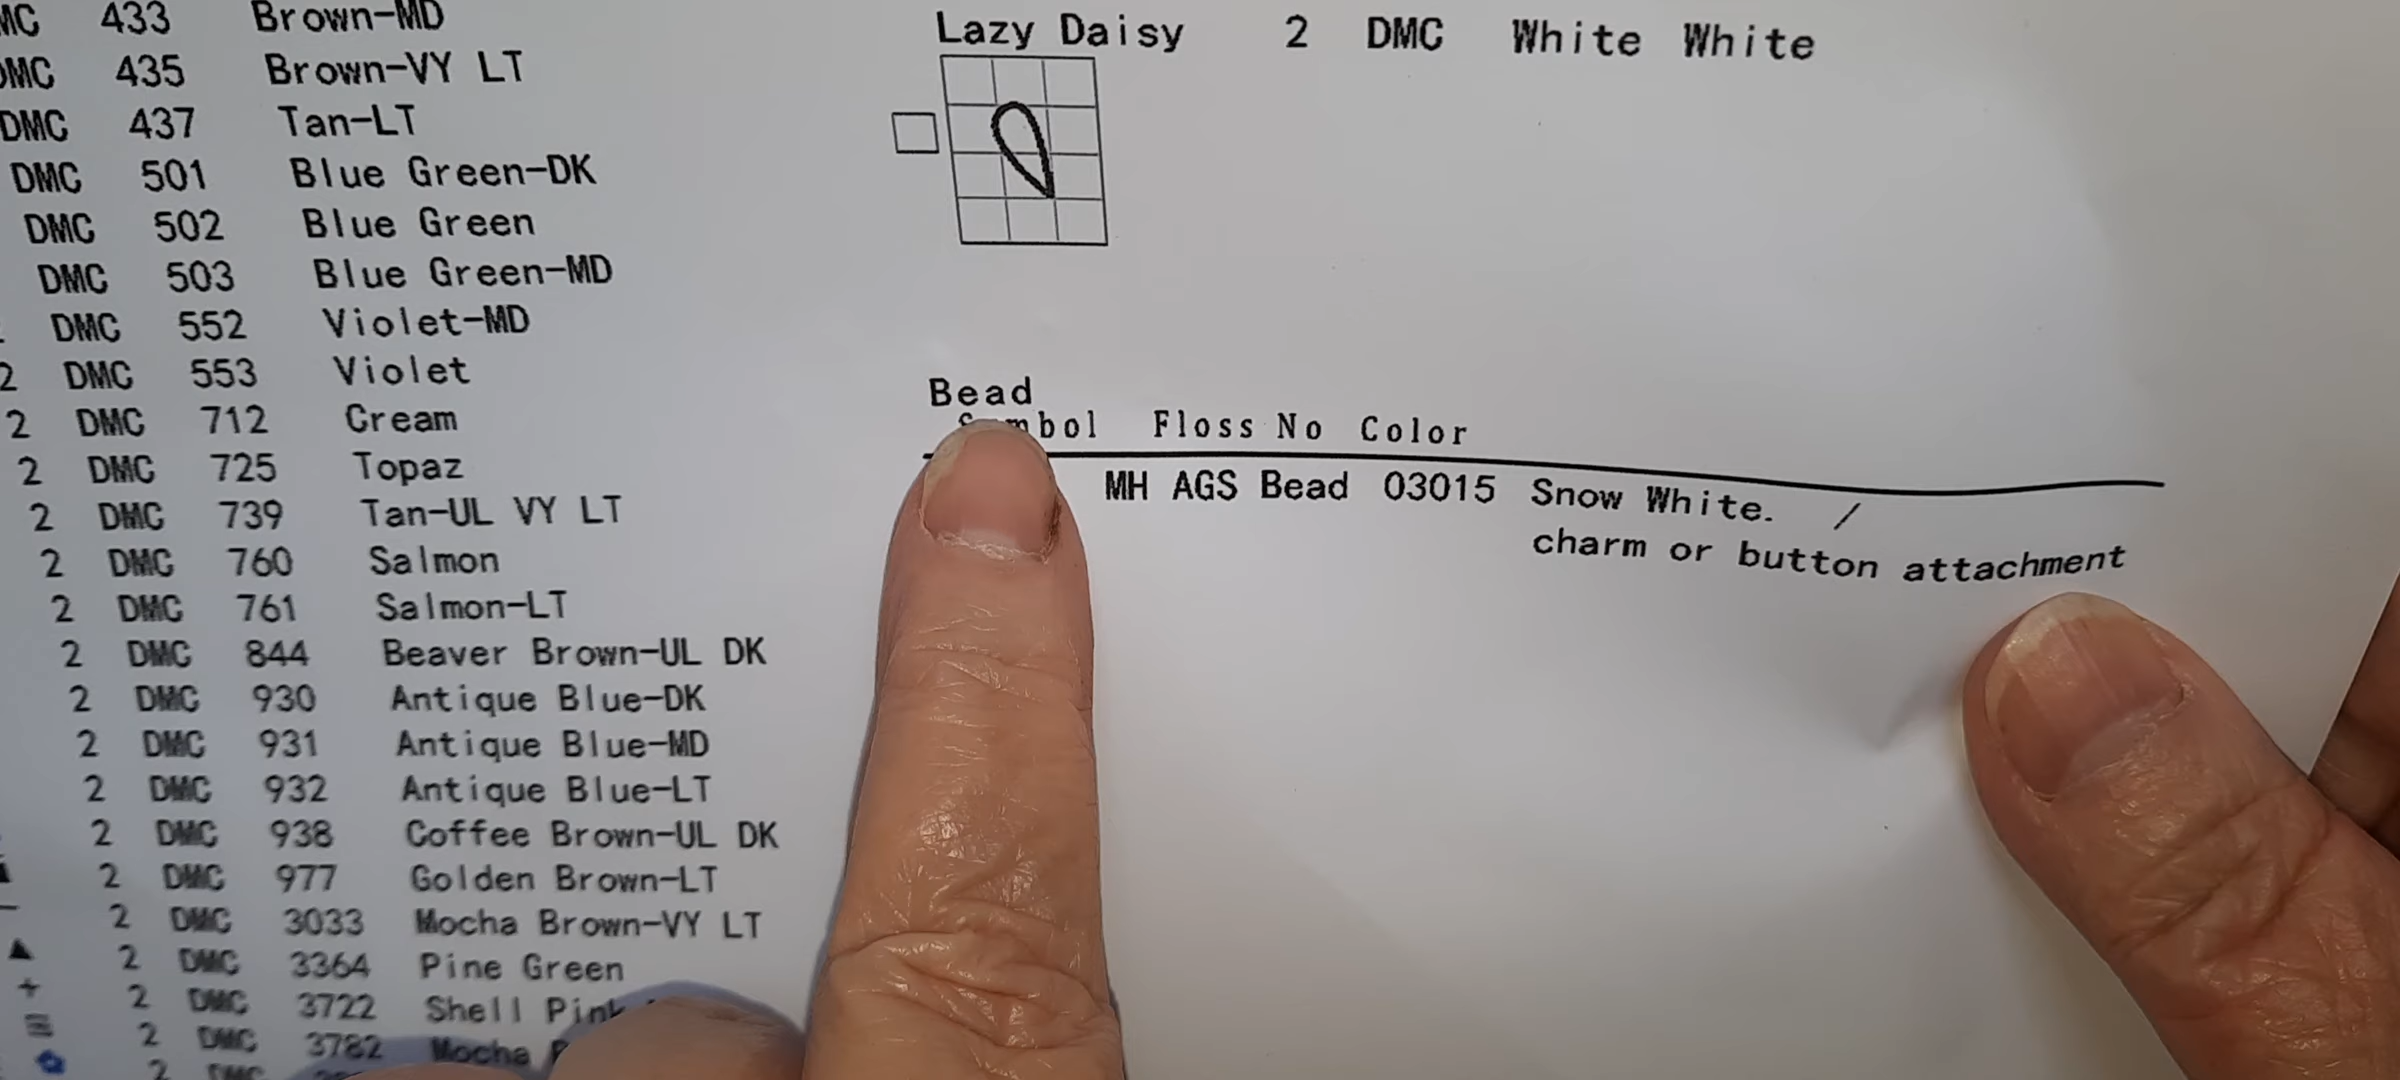 433 Brown-MD
DMC 435 Brown-VY LT
DMC 437 Tan-LT
DMC 501 Blue Green-DK
DMC 502 Blue Green
DMC 503 Blue Green-MD
DMC 552 Violet-MD
2 DMC 553 Violet
2 DMC 712 Cream
2 DMC 725 Topaz
2 DMC 739 Tan-UL VY LT
2 DMC 760 Salmon
2 DMC 761 Salmon-LT
2 DMC 844 Beaver Brown-UL DK
2 DMC 930 Antique Blue-DK
2 DMC 931 Antique Blue-MD
2 DMC 932 Antique Blue-LT
2 DMC 938 Coffee Brown-UL DK
2 DMC 977 Golden Brown-LT
2 DMC 3033 Mocha Brown-VY LT
▲ 2 DMC 3364 Pine Green
+ 2 DMC 3722 Shell Pink
2 DMC 3782 Mocha
2 DMC
Lazy Daisy 2 DMC White White
Bead
Floss No Color
MH AGS Bead 03015 Snow White. /
charm or button attachment